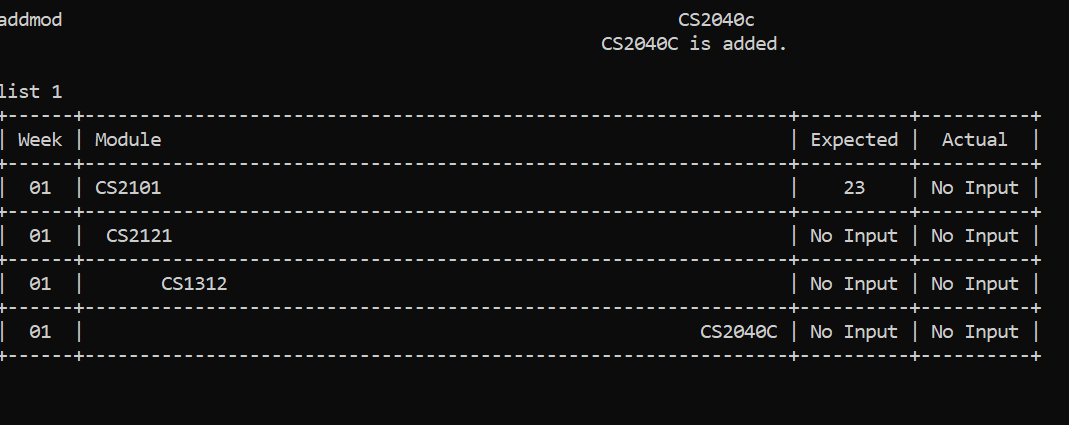 addmod CS2040c
CS2040C is added.
list 1
+------+----------------------------------------------------------------+----------+----------+
| Week | Module | Expected | Actual |
+------+----------------------------------------------------------------+----------+----------+
| 01 | CS2101 | 23 | No Input |
+------+----------------------------------------------------------------+----------+----------+
| 01 | CS2121 | No Input | No Input |
+------+----------------------------------------------------------------+----------+----------+
| 01 | CS1312 | No Input | No Input |
+------+----------------------------------------------------------------+----------+----------+
| 01 | CS2040C | No Input | No Input |
+------+----------------------------------------------------------------+----------+----------+